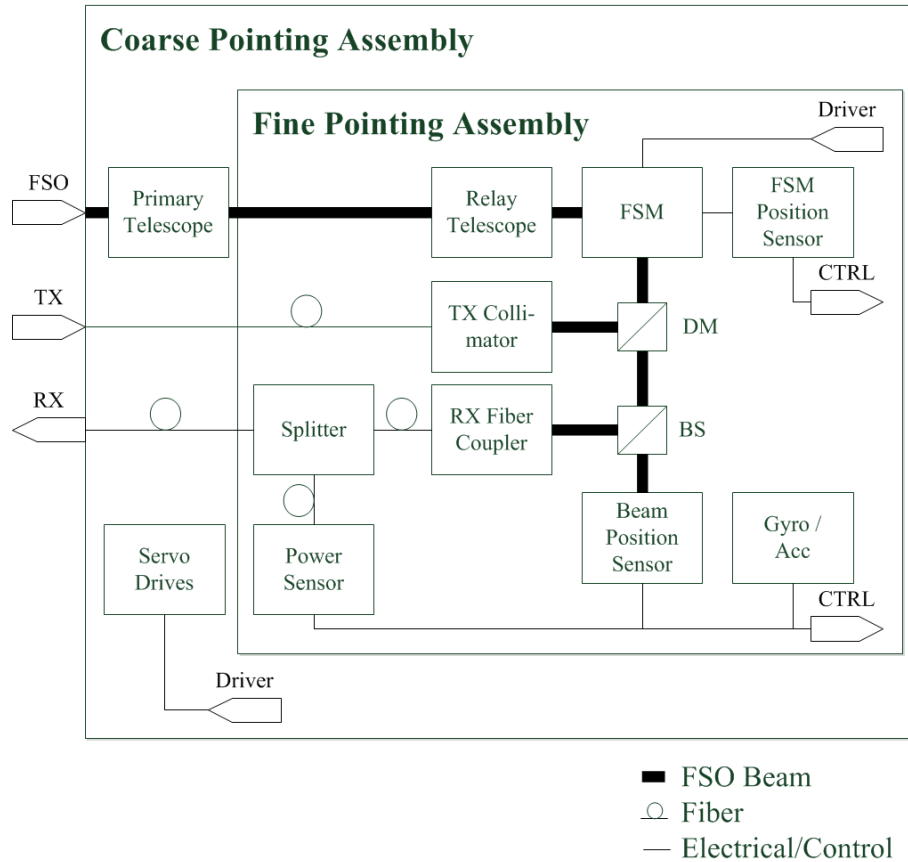 Coarse Pointing Assembly
Fine Pointing Assembly
Driver
FSO
Primary
Telescope
Relay
Telescope
FSM
FSM
Position
Sensor
CTRL
TX
TX Colli-
mator
DM
RX
Splitter
RX Fiber
Coupler
BS
Servo
Drives
Power
Sensor
Beam
Position
Sensor
Gyro /
Acc
CTRL
Driver
FSO Beam
Fiber
Electrical/Control